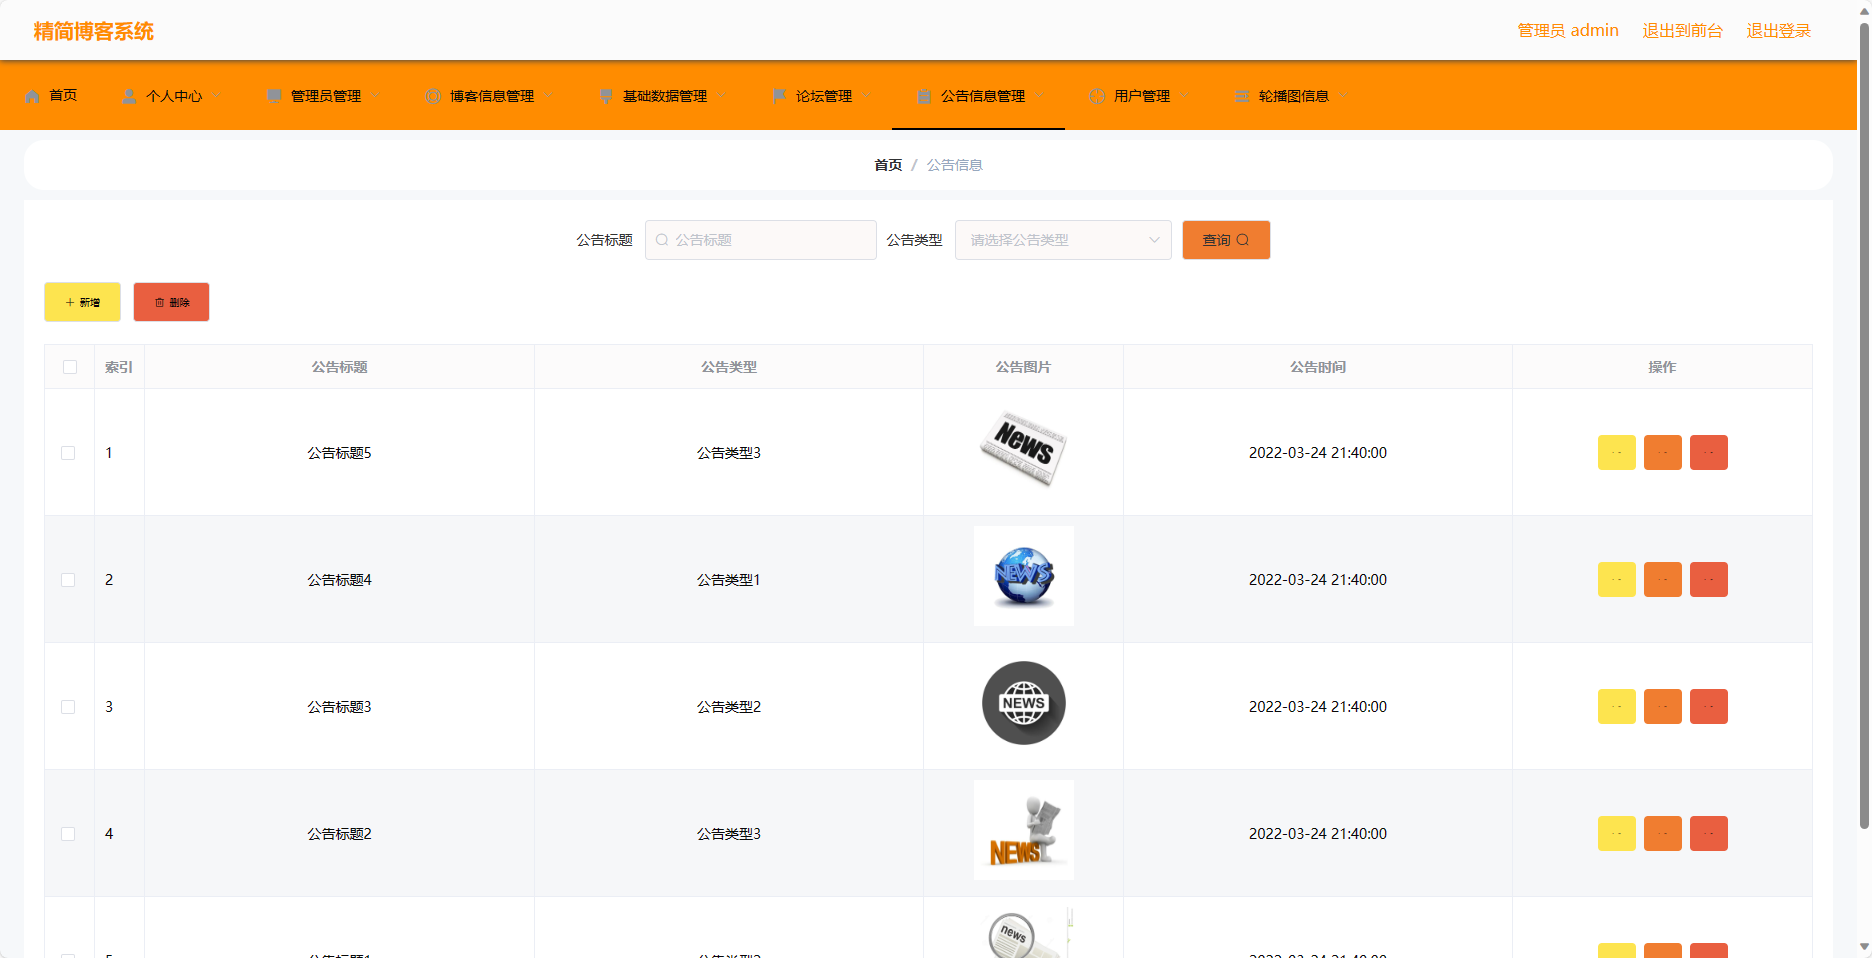 精简博客系统
管理员 admin 退出到前台 退出登录
首页 个人中心 管理员管理 博客信息管理 基础数据管理 论坛管理 公告信息管理 用户管理 轮播图信息
首页 / 公告信息
公告标题 公告标题 公告类型 请选择公告类型 查询
新增 删除
索引 公告标题 公告类型 公告图片 公告时间 操作
1 公告标题5 公告类型3 News 2022-03-24 21:40:00
2 公告标题4 公告类型1 NEWS 2022-03-24 21:40:00
3 公告标题3 公告类型2 NEWS 2022-03-24 21:40:00
4 公告标题2 公告类型3 NEWS 2022-03-24 21:40:00
news